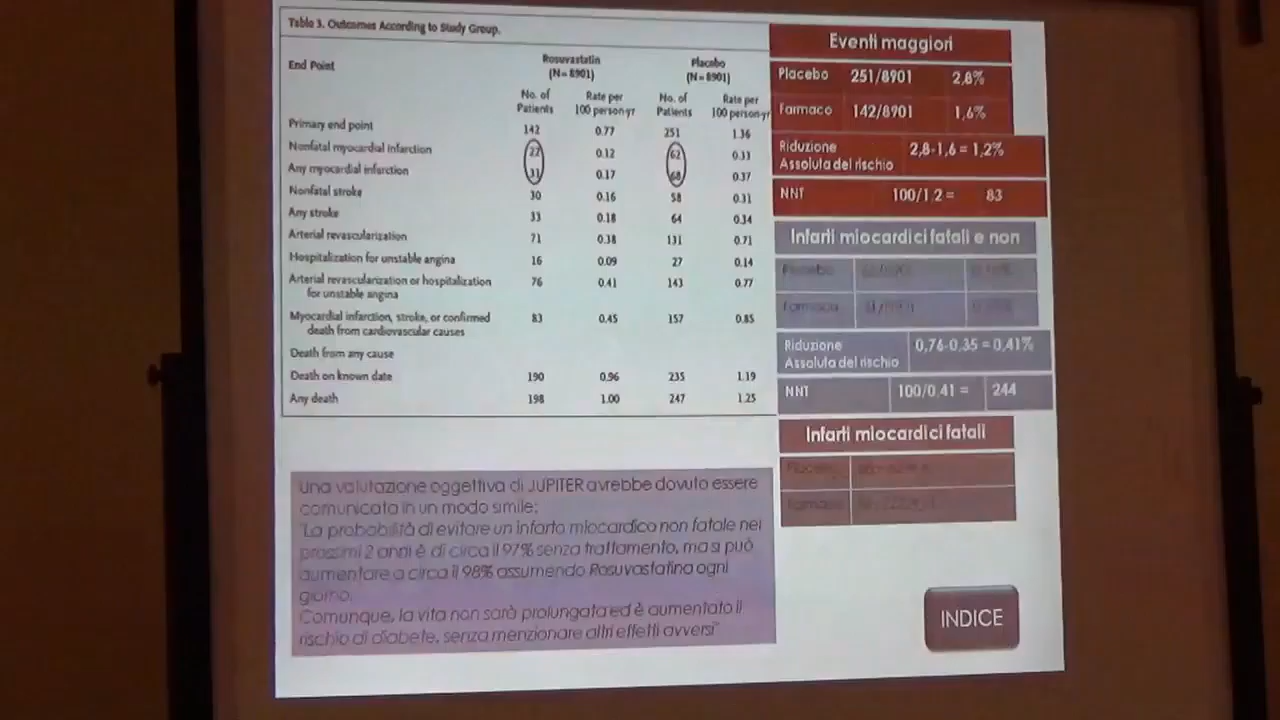 Table 3. Outcomes According to Study Group.
End Point
Rosuvastatin
(N=8901)
Placebo
(N=8901)
No. of
Patients
Rate per
100 person-yr
No. of
Patients
Rate per
100 person-yr
Primary end point 142 0.77 251 1.36
Nonfatal myocardial infarction 22 0.12 62 0.33
Any myocardial infarction 31 0.17 68 0.37
Nonfatal stroke 30 0.16 58 0.31
Any stroke 33 0.18 64 0.34
Arterial revascularization 71 0.38 131 0.71
Hospitalization for unstable angina 16 0.09 27 0.14
Arterial revascularization or hospitalization 76 0.41 143 0.77
for unstable angina
Myocardial infarction, stroke, or confirmed 83 0.45 157 0.85
death from cardiovascular causes
Death from any cause
Death on known date 190 0.96 235 1.19
Any death 198 1.00 247 1.25
Eventi maggiori
Placebo 251/8901 2,8%
Farmaco 142/8901 1,6%
Riduzione
Assoluta del rischio
2,8-1,6 = 1,2%
NNT 100/1.2 = 83
Infarti miocardici fatali e non
Placebo
Farmaco
Riduzione
Assoluta del rischio
0,76-0,35 = 0,41%
NNT 100/0,41 = 244
Infarti miocardici fatali
Placebo
Farmaco
Una valutazione oggettiva di JUPITER avrebbe dovuto essere
comunicata in un modo simile:
"La probabilità di evitare un infarto miocardico non fatale nei
prossimi 2 anni è di circa il 97% senza trattamento, ma si può
aumentare a circa il 98% assumendo Rosuvastatina ogni
giorno.
Comunque, la vita non sarà prolungata ed è aumentato il
rischio di diabete, senza menzionare altri effetti avversi"
INDICE